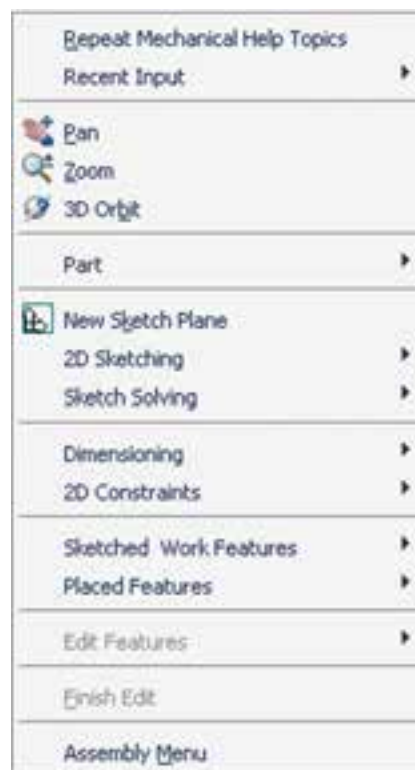 Repeat Mechanical Help Topics
Recent Input
Pan
Zoom
3D Orbit
Part
New Sketch Plane
2D Sketching
Sketch Solving
Dimensioning
2D Constraints
Sketched Work Features
Placed Features
Edit Features
Finish Edit
Assembly Menu